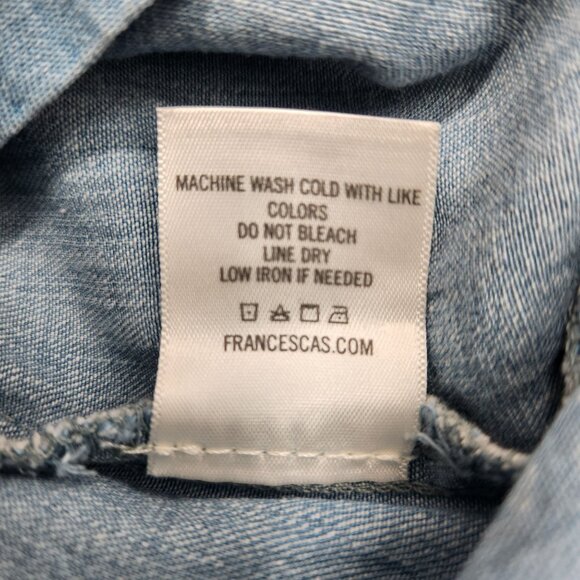 MACHINE WASH COLD WITH LIKE
COLORS
DO NOT BLEACH
LINE DRY
LOW IRON IF NEEDED
FRANCESCAS.COM